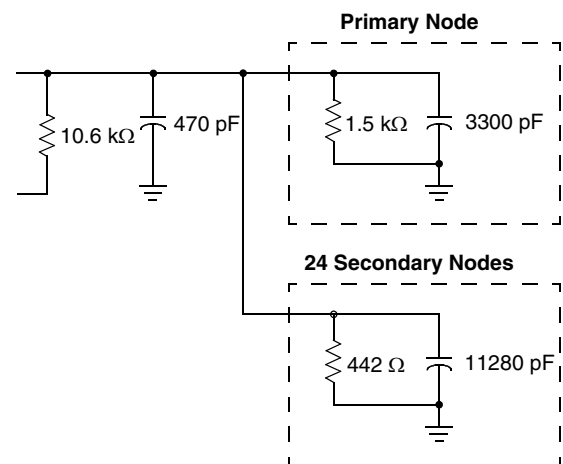 Primary Node
10.6 kΩ
470 pF
1.5 kΩ
3300 pF
24 Secondary Nodes
442 Ω
11280 pF